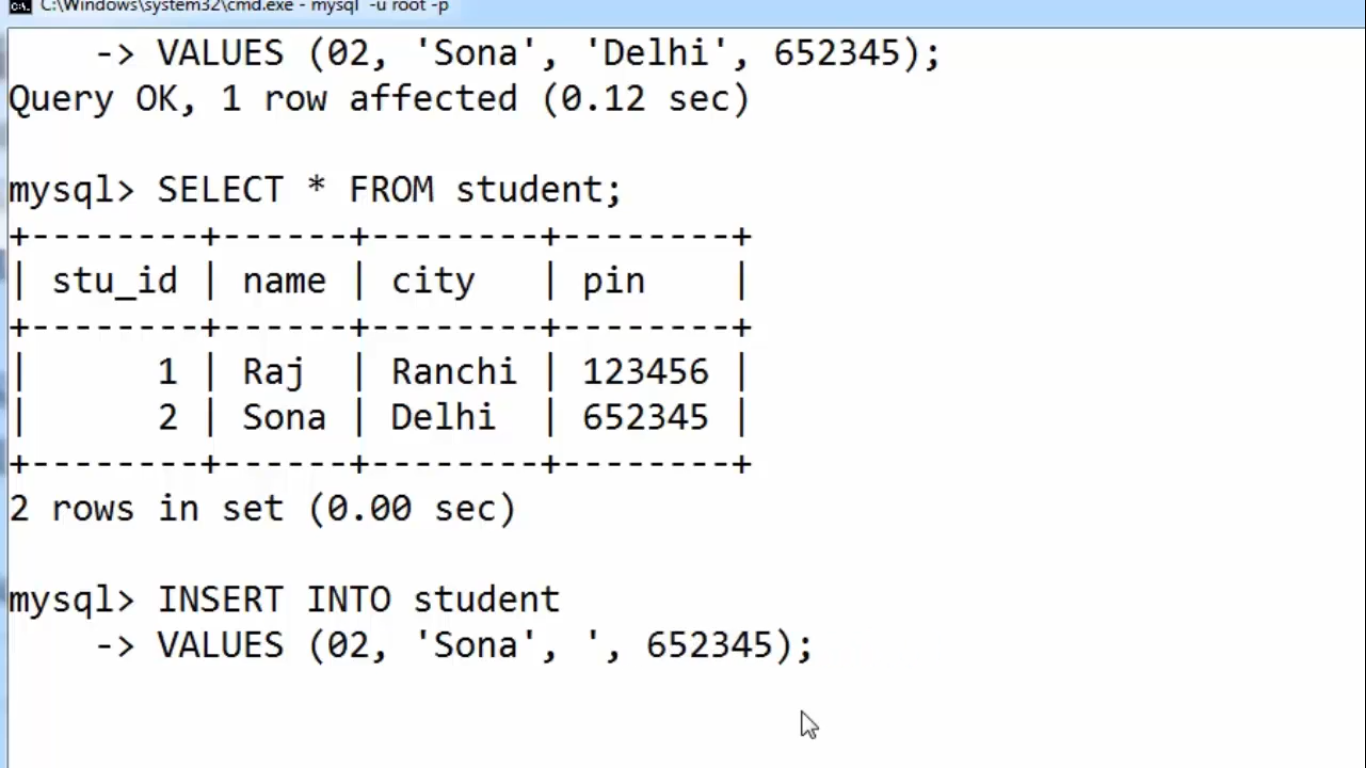 C:\Windows\system32\cmd.exe - mysql -u root -p
    -> VALUES (02, 'Sona', 'Delhi', 652345);
Query OK, 1 row affected (0.12 sec)
mysql> SELECT * FROM student;
+--------+------+--------+--------+
| stu_id | name | city   | pin    |
+--------+------+--------+--------+
|      1 | Raj  | Ranchi | 123456 |
|      2 | Sona | Delhi  | 652345 |
+--------+------+--------+--------+
2 rows in set (0.00 sec)
mysql> INSERT INTO student
    -> VALUES (02, 'Sona', ', 652345);